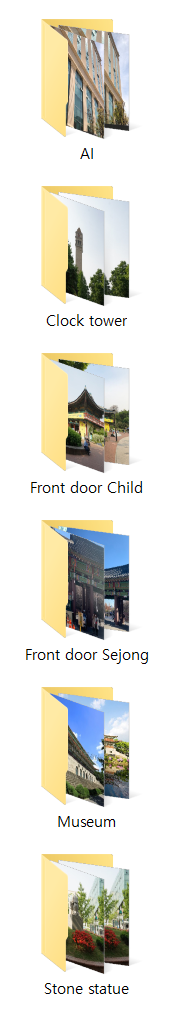 AI
Clock tower
Front door Child
Front door Sejong
Museum
Stone statue